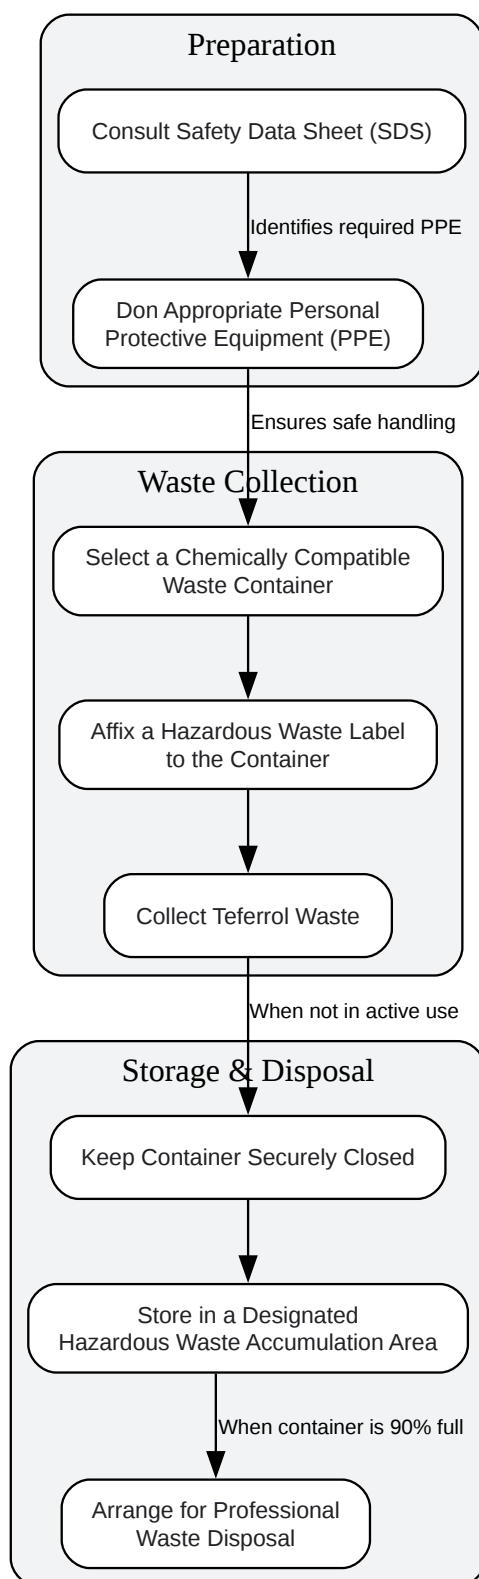 Preparation
Consult Safety Data Sheet (SDS)
Identifies required PPE
Don Appropriate Personal
Protective Equipment (PPE)
Ensures safe handling
Waste Collection
Select a Chemically Compatible
Waste Container
Affix a Hazardous Waste Label
to the Container
Collect Teferrol Waste
When not in active use
Storage & Disposal
Keep Container Securely Closed
Store in a Designated
Hazardous Waste Accumulation Area
When container is 90% full
Arrange for Professional
Waste Disposal